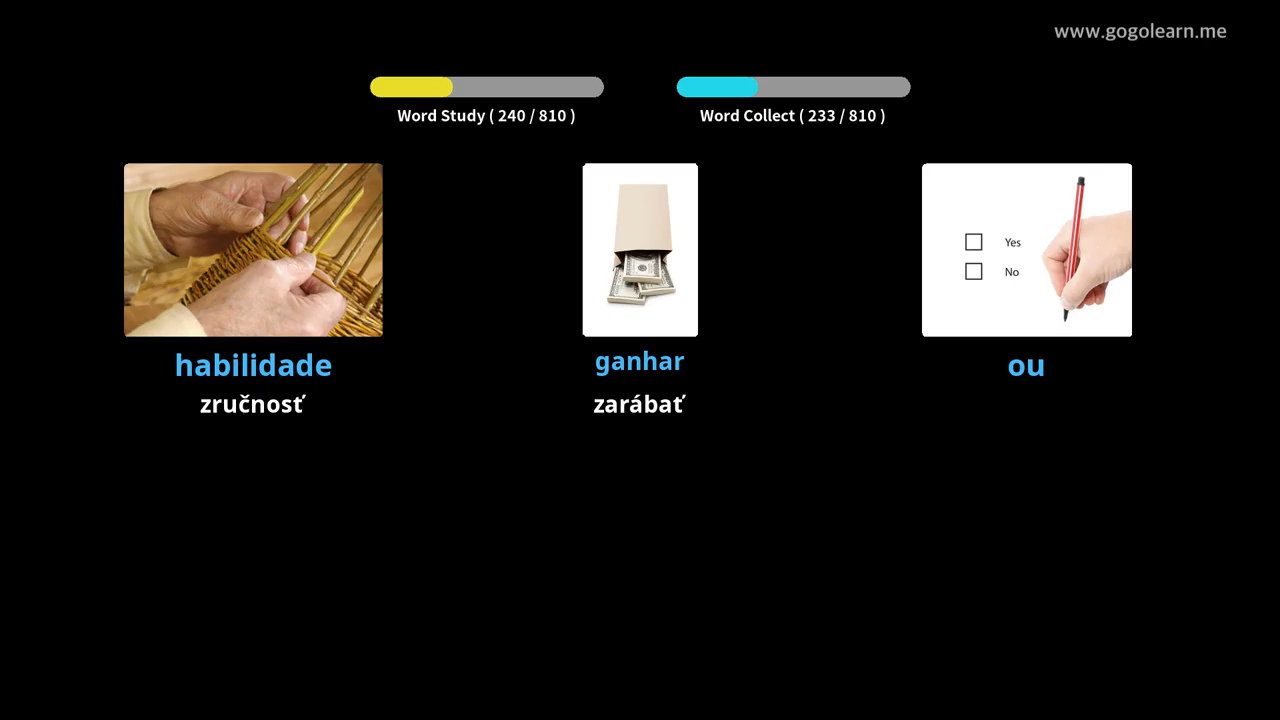 www.gogolearn.me
Word Study ( 240 / 810 )
Word Collect ( 233 / 810 )
Yes
No
habilidade
zručnosť
ganhar
zarábať
ou